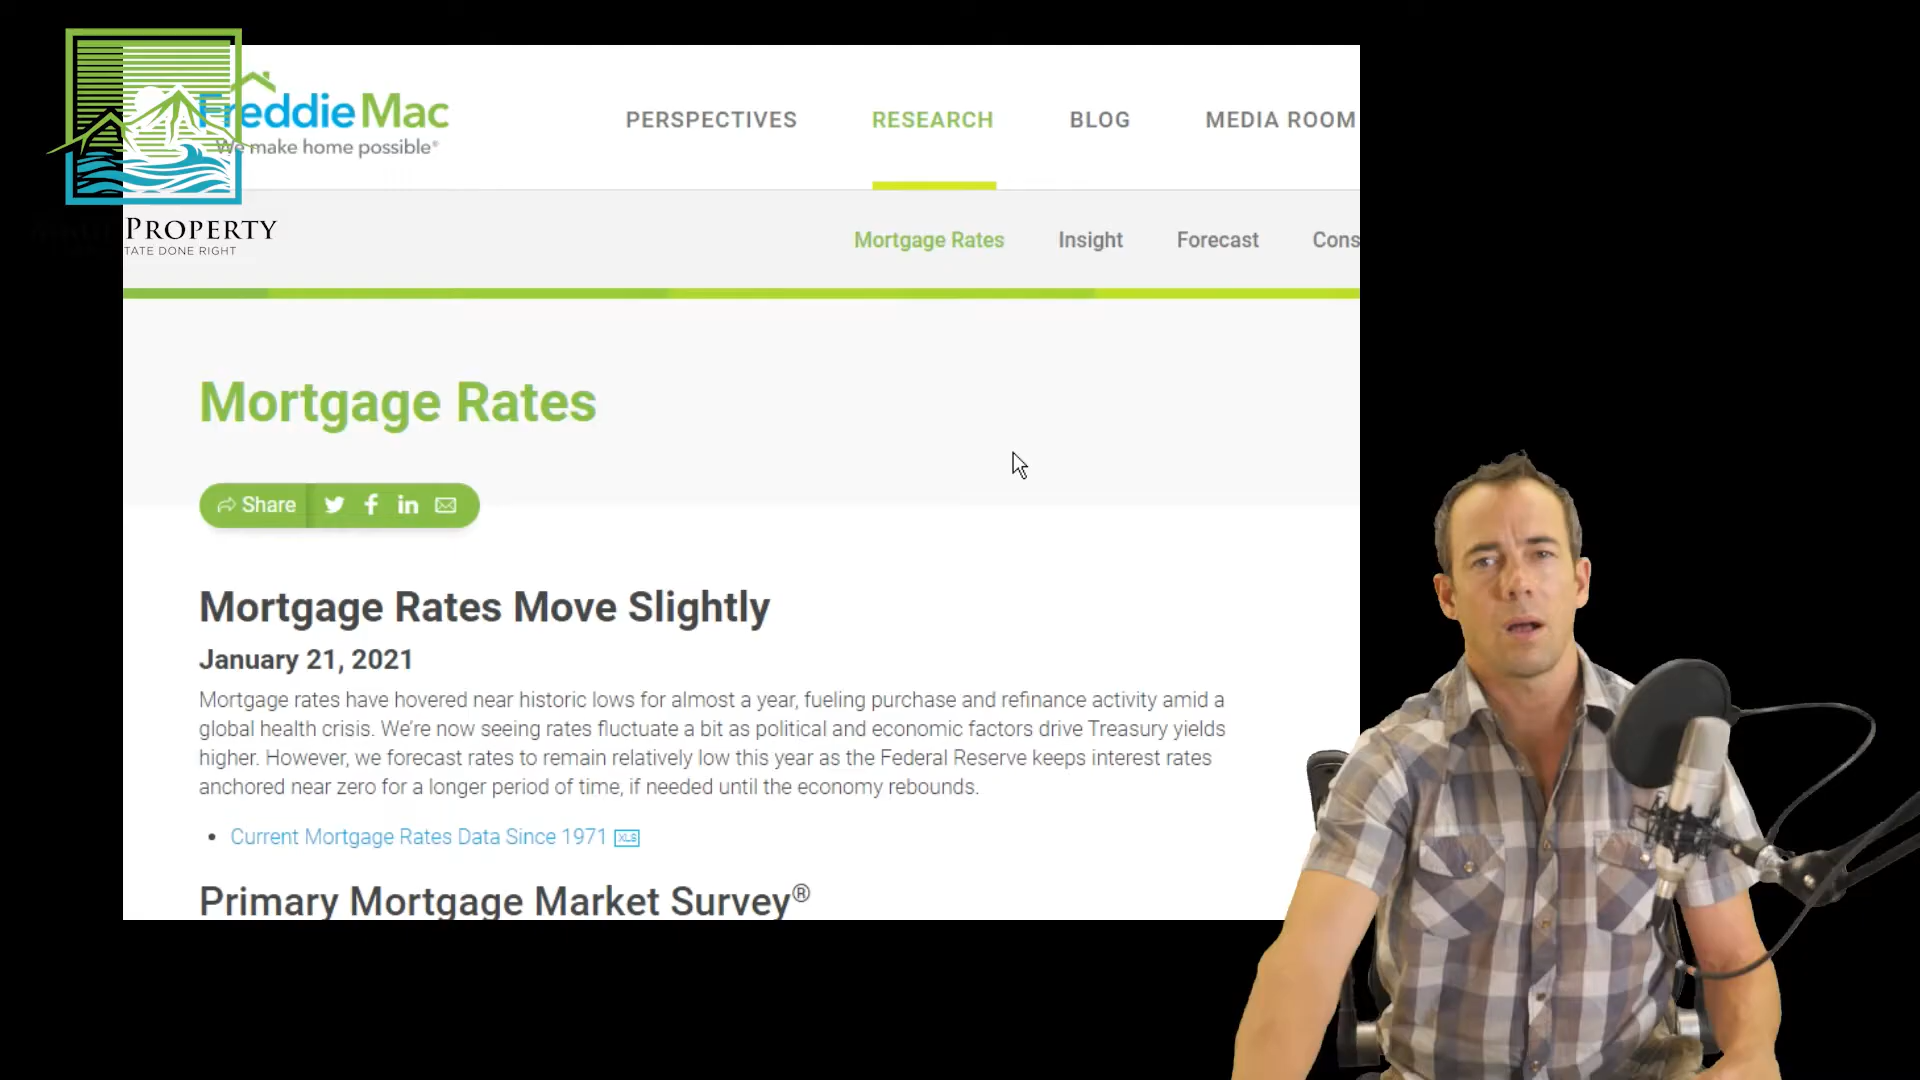 Freddie Mac
We make home possible®
PERSPECTIVES RESEARCH BLOG MEDIA ROOM
PROPERTY
TATE DONE RIGHT
Mortgage Rates Insight Forecast Cons
Mortgage Rates
Share
Mortgage Rates Move Slightly
January 21, 2021
Mortgage rates have hovered near historic lows for almost a year, fueling purchase and refinance activity amid a
global health crisis. We're now seeing rates fluctuate a bit as political and economic factors drive Treasury yields
higher. However, we forecast rates to remain relatively low this year as the Federal Reserve keeps interest rates
anchored near zero for a longer period of time, if needed until the economy rebounds.
• Current Mortgage Rates Data Since 1971 XLS
Primary Mortgage Market Survey®